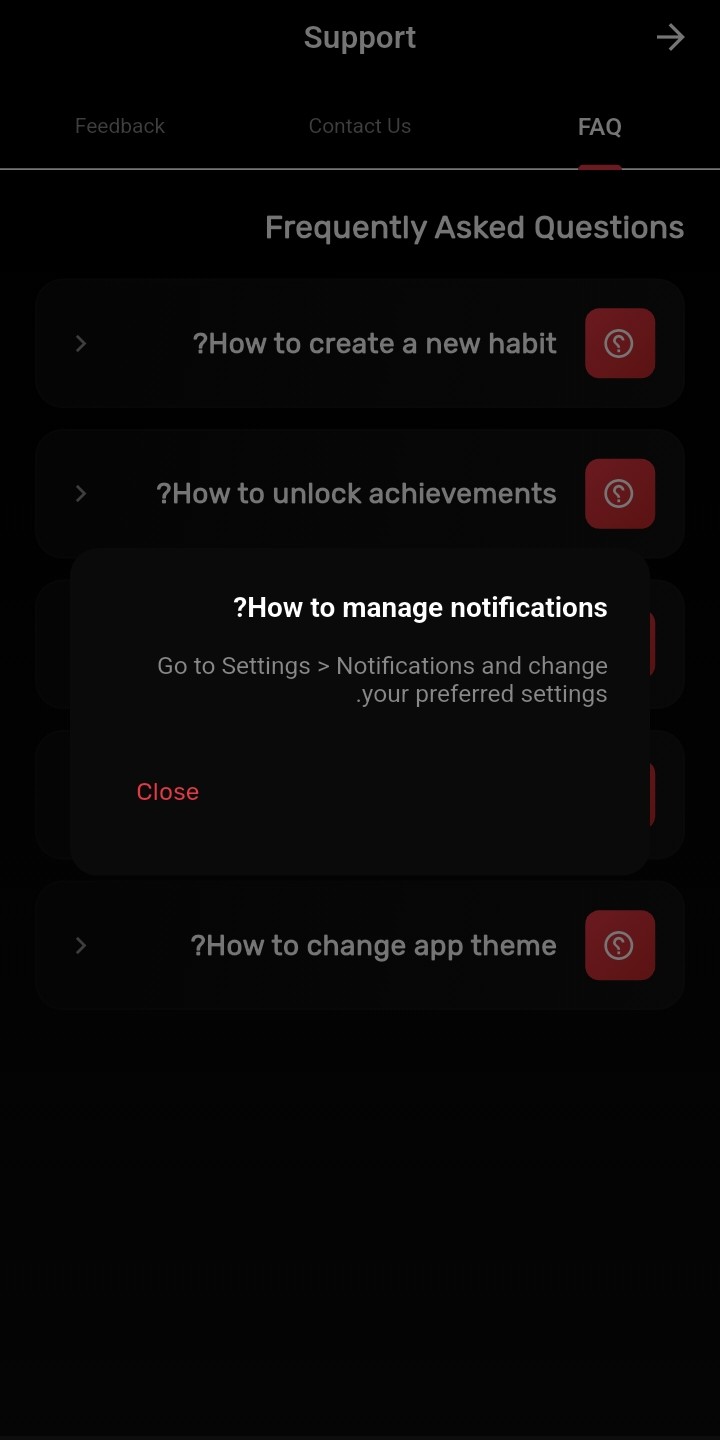 Support
FAQ
Contact Us
Feedback
Frequently Asked Questions
?How to create a new habit
?How to unlock achievements
?How to manage notifications
Go to Settings > Notifications and change
.your preferred settings
Close
?How to change app theme